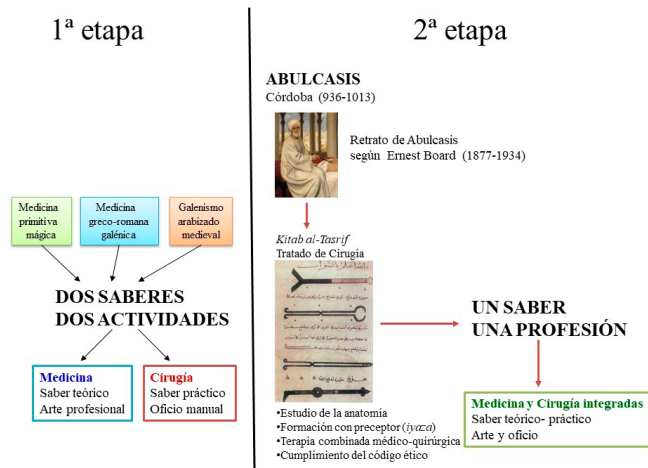 1ª etapa
Medicina
primitiva
mágica
Medicina
greco-romana
galénica
Galenismo
arabizado
medieval
DOS SABERES
DOS ACTIVIDADES
Medicina
Saber teórico
Arte profesional
Cirugía
Saber práctico
Oficio manual
2ª etapa
ABULCASIS
Córdoba (936-1013)
Retrato de Abulcasis
según Ernest Board (1877-1934)
Kitab al-Tasrif
Tratado de Cirugía
•Estudio de la anatomía
•Formación con preceptor (iyaza)
•Terapia combinada médico-quirúrgica
•Cumplimiento del código ético
UN SABER
UNA PROFESIÓN
Medicina y Cirugía integradas
Saber teórico- práctico
Arte y oficio